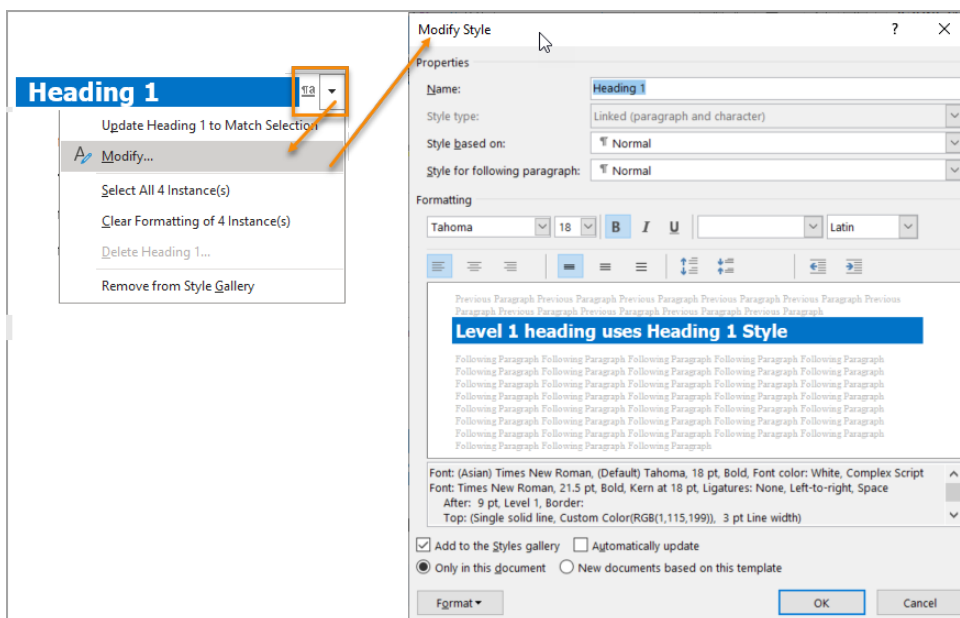 Heading 1
¶a
Update Heading 1 to Match Selection
Modify...
Select All 4 Instance(s)
Clear Formatting of 4 Instance(s)
Delete Heading 1...
Remove from Style Gallery
Modify Style
?
Properties
Name: Heading 1
Style type: Linked (paragraph and character)
Style based on: ¶ Normal
Style for following paragraph: ¶ Normal
Formatting
Tahoma 18 B I U Latin
Previous Paragraph Previous Paragraph Previous Paragraph Previous Paragraph Previous Paragraph Previous
Paragraph Previous Paragraph Previous Paragraph Previous Paragraph Previous Paragraph
Level 1 heading uses Heading 1 Style
Following Paragraph Following Paragraph Following Paragraph Following Paragraph Following Paragraph
Following Paragraph Following Paragraph Following Paragraph Following Paragraph Following Paragraph
Following Paragraph Following Paragraph Following Paragraph Following Paragraph Following Paragraph
Following Paragraph Following Paragraph Following Paragraph Following Paragraph Following Paragraph
Following Paragraph Following Paragraph Following Paragraph Following Paragraph Following Paragraph
Following Paragraph Following Paragraph Following Paragraph Following Paragraph Following Paragraph
Following Paragraph Following Paragraph Following Paragraph Following Paragraph Following Paragraph
Following Paragraph Following Paragraph Following Paragraph
Font: (Asian) Times New Roman, (Default) Tahoma, 18 pt, Bold, Font color: White, Complex Script
Font: Times New Roman, 21.5 pt, Bold, Kern at 18 pt, Ligatures: None, Left-to-right, Space
After: 9 pt, Level 1, Border:
Top: (Single solid line, Custom Color(RGB(1,115,199)), 3 pt Line width)
Add to the Styles gallery Automatically update
Only in this document New documents based on this template
Format OK Cancel